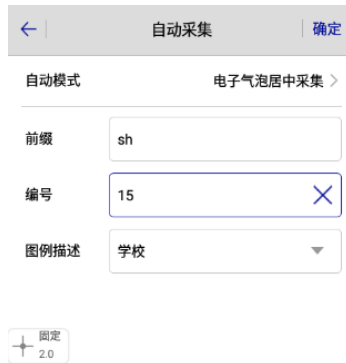 自动采集 确定
自动模式 电子气泡居中采集
前缀 sh
编号 15
图例描述 学校
固定
2.0